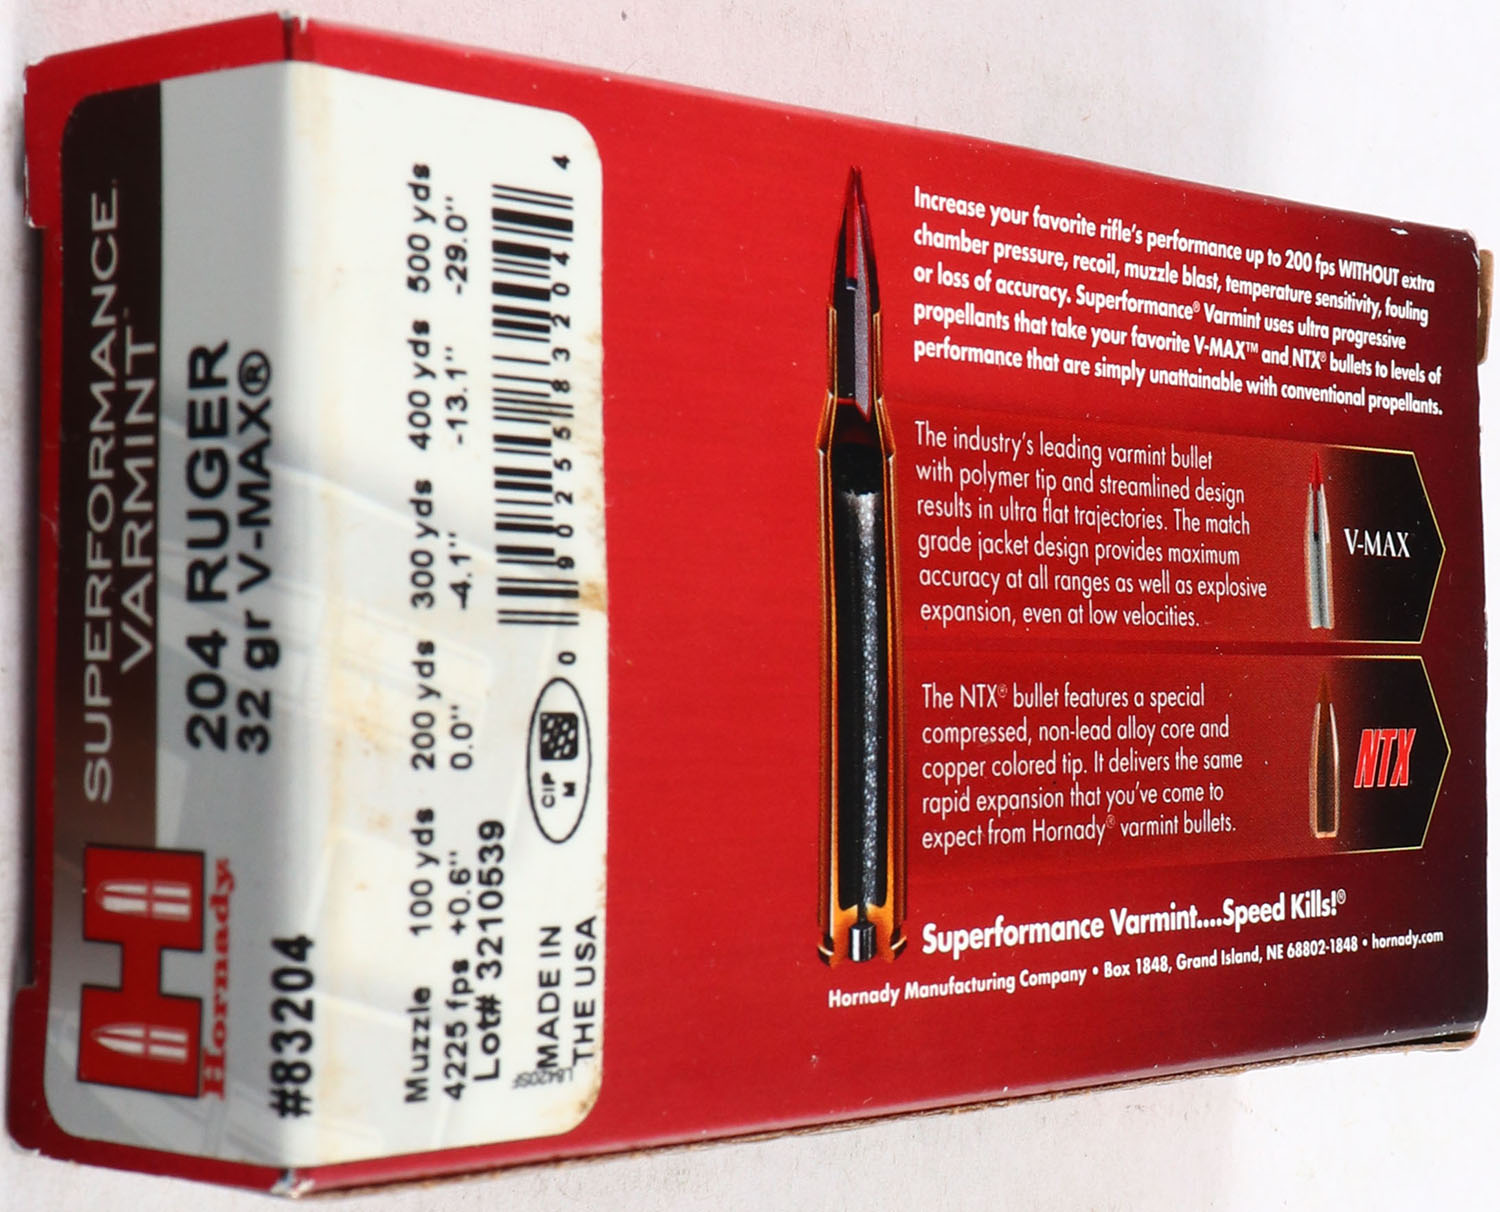 SUPERFORMANCE
VARMINT™
Hornady
204 RUGER
32 gr V-MAX®
#83204
Muzzle 100 yds 200 yds 300 yds 400 yds 500 yds
4225 fps +0.6" 0.0" -4.1" -13.1" -29.0"
Lot# 3210539
0 90255 83204 4
CIP
M
MADE IN
THE USA
L8420SF
Increase your favorite rifle's performance up to 200 fps WITHOUT extra
chamber pressure, recoil, muzzle blast, temperature sensitivity, fouling
or loss of accuracy. Superformance® Varmint uses ultra progressive
propellants that take your favorite V-MAX™ and NTX® bullets to levels of
performance that are simply unattainable with conventional propellants.
The industry's leading varmint bullet
with polymer tip and streamlined design
results in ultra flat trajectories. The match
grade jacket design provides maximum
accuracy at all ranges as well as explosive
expansion, even at low velocities.
V-MAX
The NTX® bullet features a special
compressed, non-lead alloy core and
copper colored tip. It delivers the same
rapid expansion that you've come to
expect from Hornady® varmint bullets.
NTX
Superformance Varmint....Speed Kills!®
Hornady Manufacturing Company • Box 1848, Grand Island, NE 68802-1848 • hornady.com